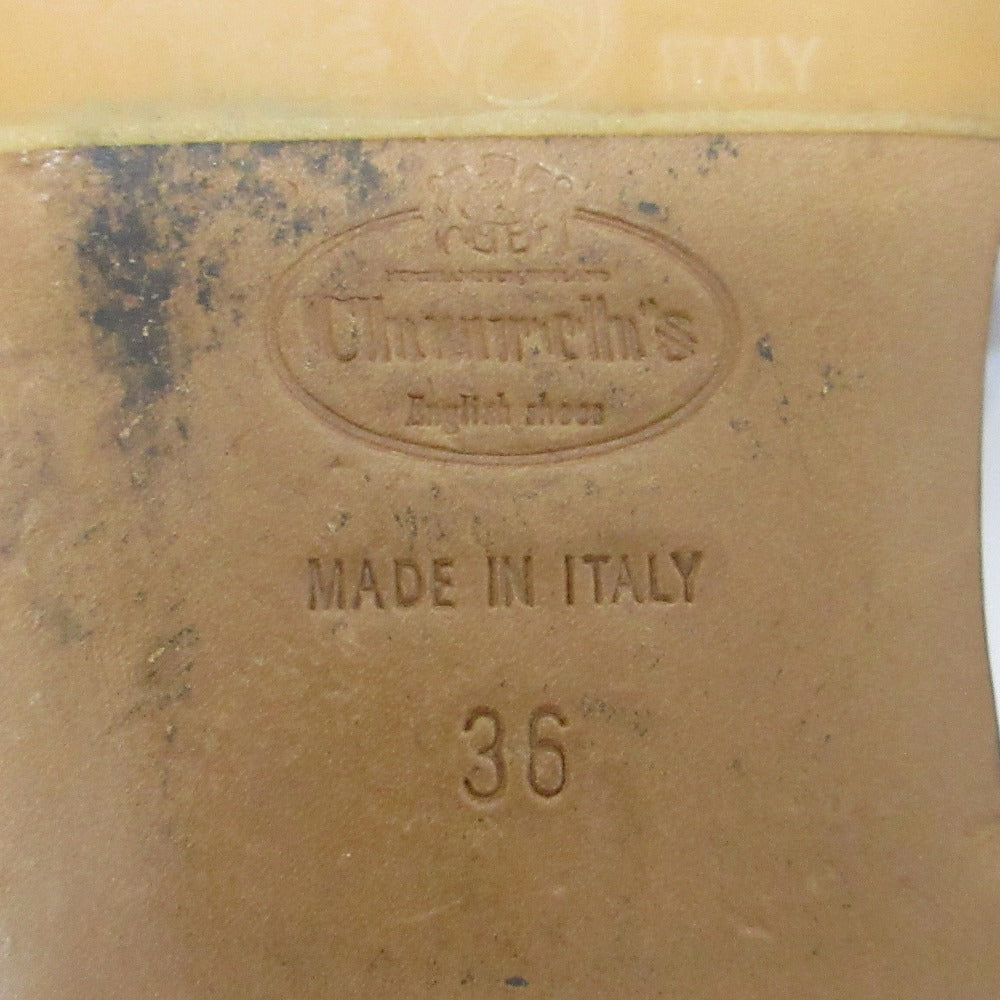 ITALY
Church's
English shoes
MADE IN ITALY
36